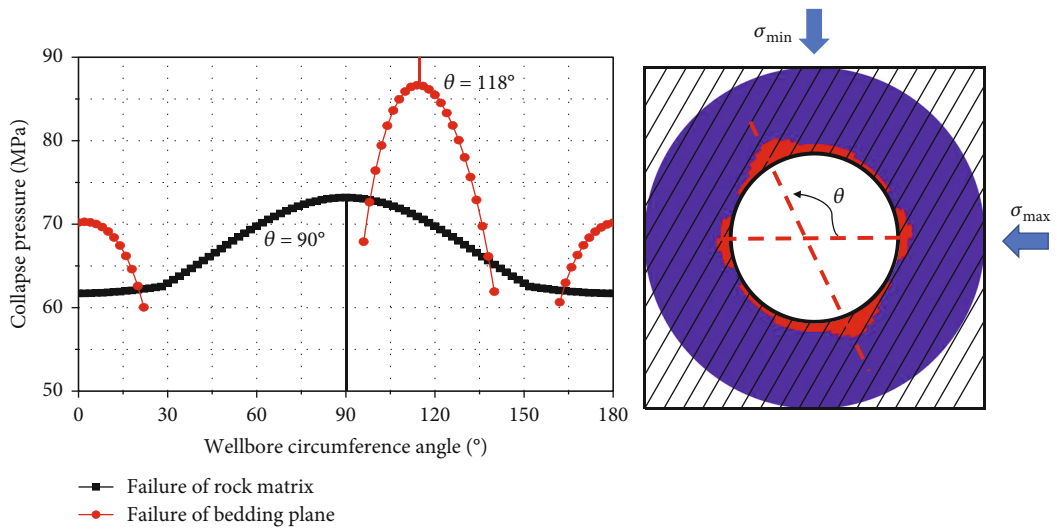 90
80
70
60
50
0
30
60
90
120
150
180
Collapse pressure (MPa)
Wellbore circumference angle (°)
θ = 118°
θ = 90°
Failure of rock matrix
Failure of bedding plane
σmin
σmax
θ